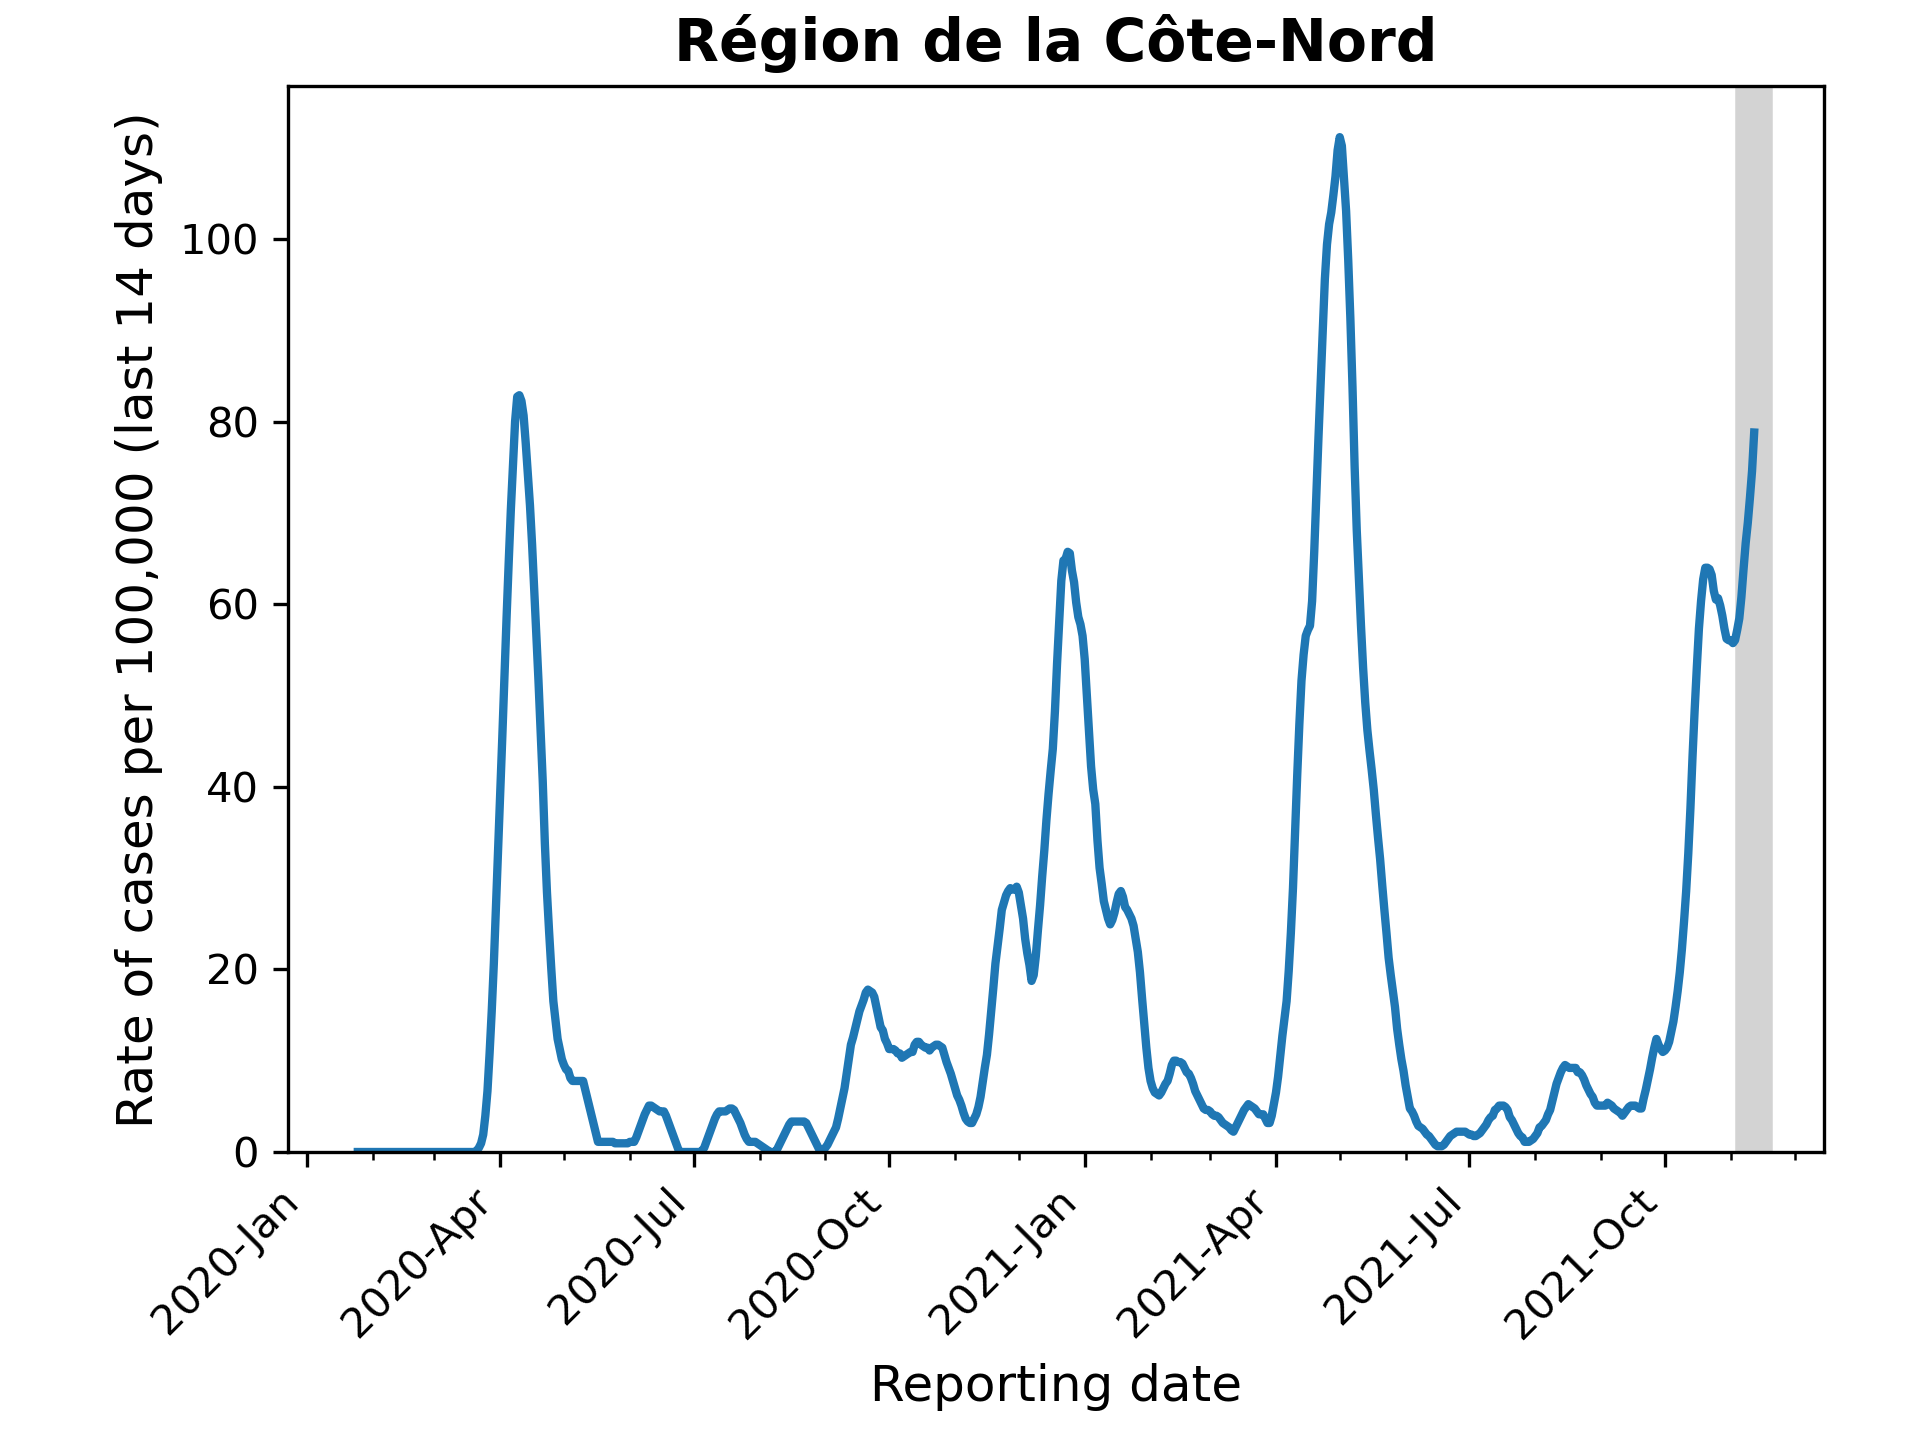 Région de la Côte-Nord
Rate of cases per 100,000 (last 14 days)
100
80
60
40
20
0
2020-Jan
2020-Apr
2020-Jul
2020-Oct
2021-Jan
2021-Apr
2021-Jul
2021-Oct
Reporting date